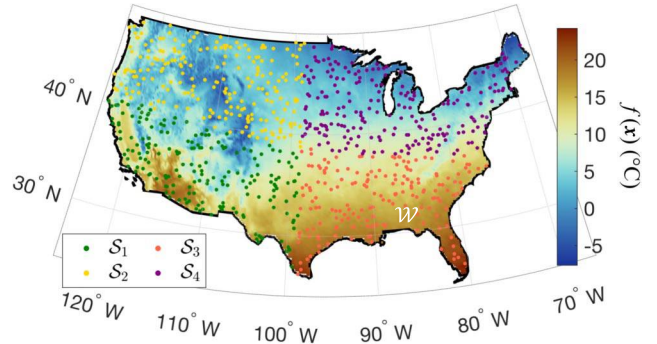 40° N
30° N
120° W
110° W
100° W
90° W
80° W
70° W
𝒲
𝒮₁
𝒮₂
𝒮₃
𝒮₄
20
15
10
5
0
-5
f(x) (°C)